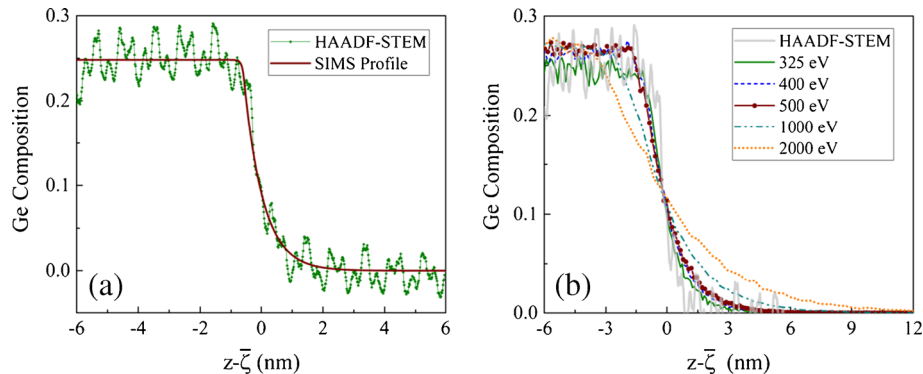 0.3
0.2
0.1
0.0
Ge Composition
HAADF-STEM
SIMS Profile
(a)
-6 -4 -2 0 2 4 6
z-ζ̅ (nm)
0.3
0.2
0.1
0
Ge Composition
HAADF-STEM
325 eV
400 eV
500 eV
1000 eV
2000 eV
(b)
-6 -3 0 3 6 9 12
z-ζ̅ (nm)